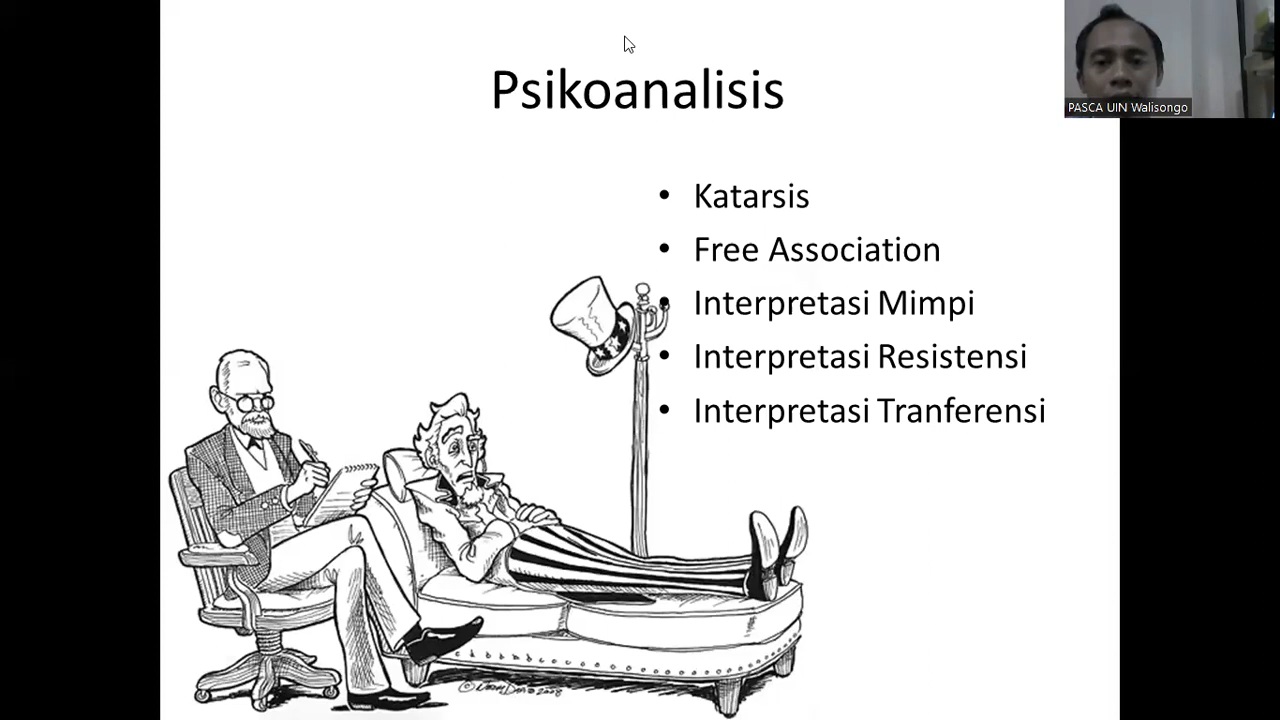 Psikoanalisis
PASCA UIN Walisongo
• Katarsis
• Free Association
• Interpretasi Mimpi
• Interpretasi Resistensi
• Interpretasi Tranferensi